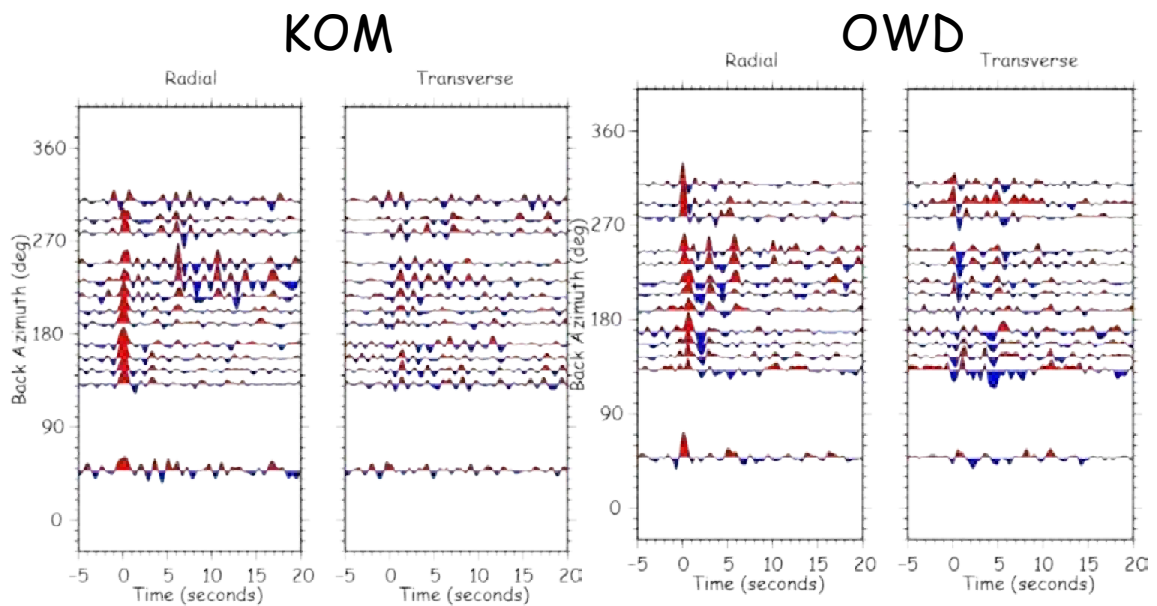 KOM
OWD
Radial
Transverse
Radial
Transverse
360
270
180
90
0
Back Azimuth (deg)
360
270
180
90
0
Back Azimuth (deg)
-5 0 5 10 15 20
-5 0 5 10 15 20
-5 0 5 10 15 20
-5 0 5 10 15 20
Time (seconds)
Time (seconds)
Time (seconds)
Time (seconds)